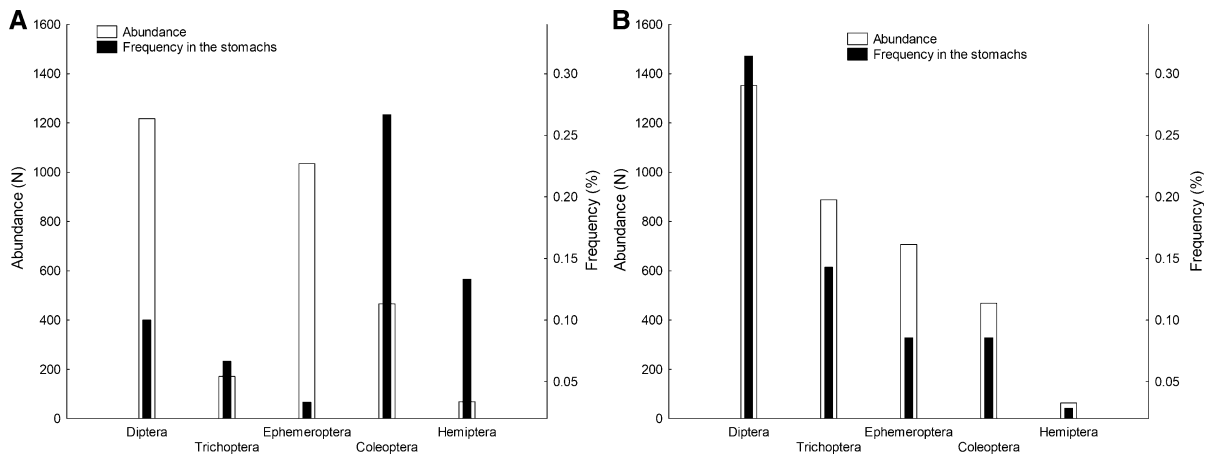 A
Abundance
Frequency in the stomachs
Abundance (N)
1600
1400
1200
1000
800
600
400
200
0
0.30
0.25
0.20
0.15
0.10
0.05
Frequency (%)
Diptera
Trichoptera
Ephemeroptera
Coleoptera
Hemiptera
B
Abundance
Frequency in the stomachs
Abundance (N)
1600
1400
1200
1000
800
600
400
200
0
0.30
0.25
0.20
0.15
0.10
0.05
Frequency (%)
Diptera
Trichoptera
Ephemeroptera
Coleoptera
Hemiptera